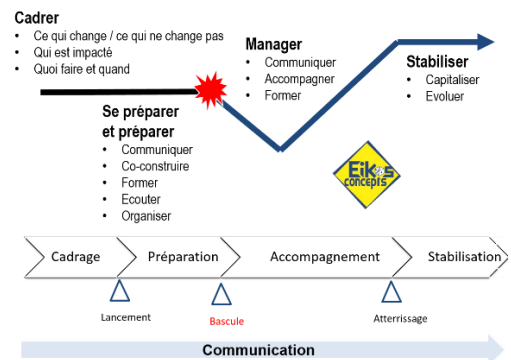 Cadrer
• Ce qui change / ce qui ne change pas
• Qui est impacté
• Quoi faire et quand
Se préparer
et préparer
• Communiquer
• Co-construire
• Former
• Ecouter
• Organiser
Manager
• Communiquer
• Accompagner
• Former
Stabiliser
• Capitaliser
• Evoluer
Eikos
concepts
Cadrage
Préparation
Accompagnement
Stabilisation
Lancement
Bascule
Atterrissage
Communication